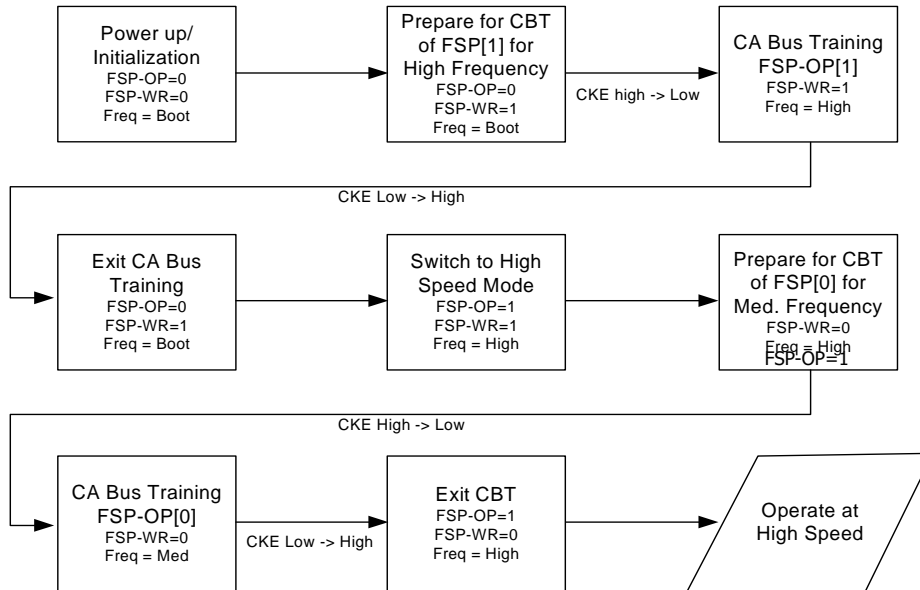 Power up/
Initialization
FSP-OP=0
FSP-WR=0
Freq = Boot
Prepare for CBT
of FSP[1] for
High Frequency
FSP-OP=0
FSP-WR=1
Freq = Boot
CKE high -> Low
CA Bus Training
FSP-OP[1]
FSP-WR=1
Freq = High
CKE Low -> High
Exit CA Bus
Training
FSP-OP=0
FSP-WR=1
Freq = Boot
Switch to High
Speed Mode
FSP-OP=1
FSP-WR=1
Freq = High
Prepare for CBT
of FSP[0] for
Med. Frequency
FSP-WR=0
Freq = High
FSP-OP=1
CKE High -> Low
CA Bus Training
FSP-OP[0]
FSP-WR=0
Freq = Med
CKE Low -> High
Exit CBT
FSP-OP=1
FSP-WR=0
Freq = High
Operate at
High Speed